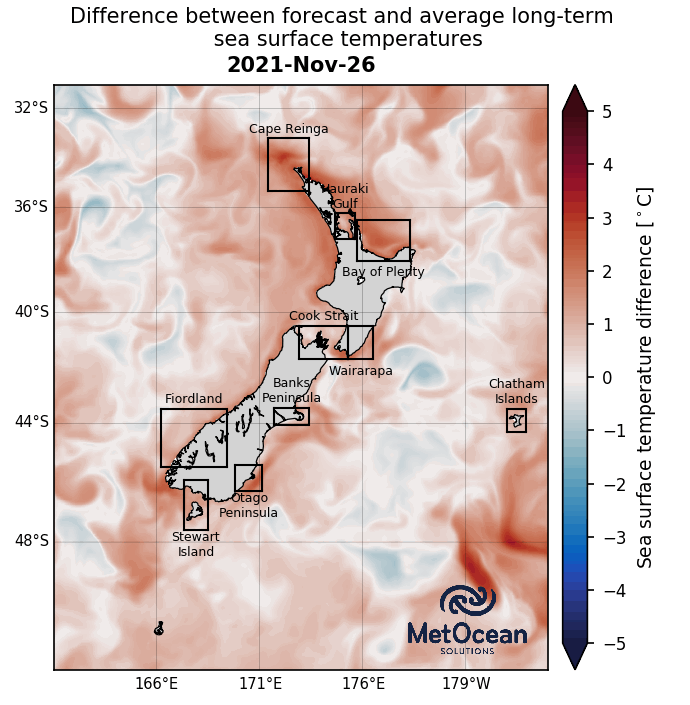 Difference between forecast and average long-term
sea surface temperatures
2021-Nov-26
32°S
36°S
40°S
44°S
48°S
Cape Reinga
Hauraki
Gulf
Bay of Plenty
Cook Strait
Wairarapa
Banks
Peninsula
Fiordland
Chatham
Islands
Otago
Peninsula
Stewart
Island
MetOcean
SOLUTIONS
166°E
171°E
176°E
179°W
5
4
3
2
1
0
−1
−2
−3
−4
−5
Sea surface temperature difference [°C]